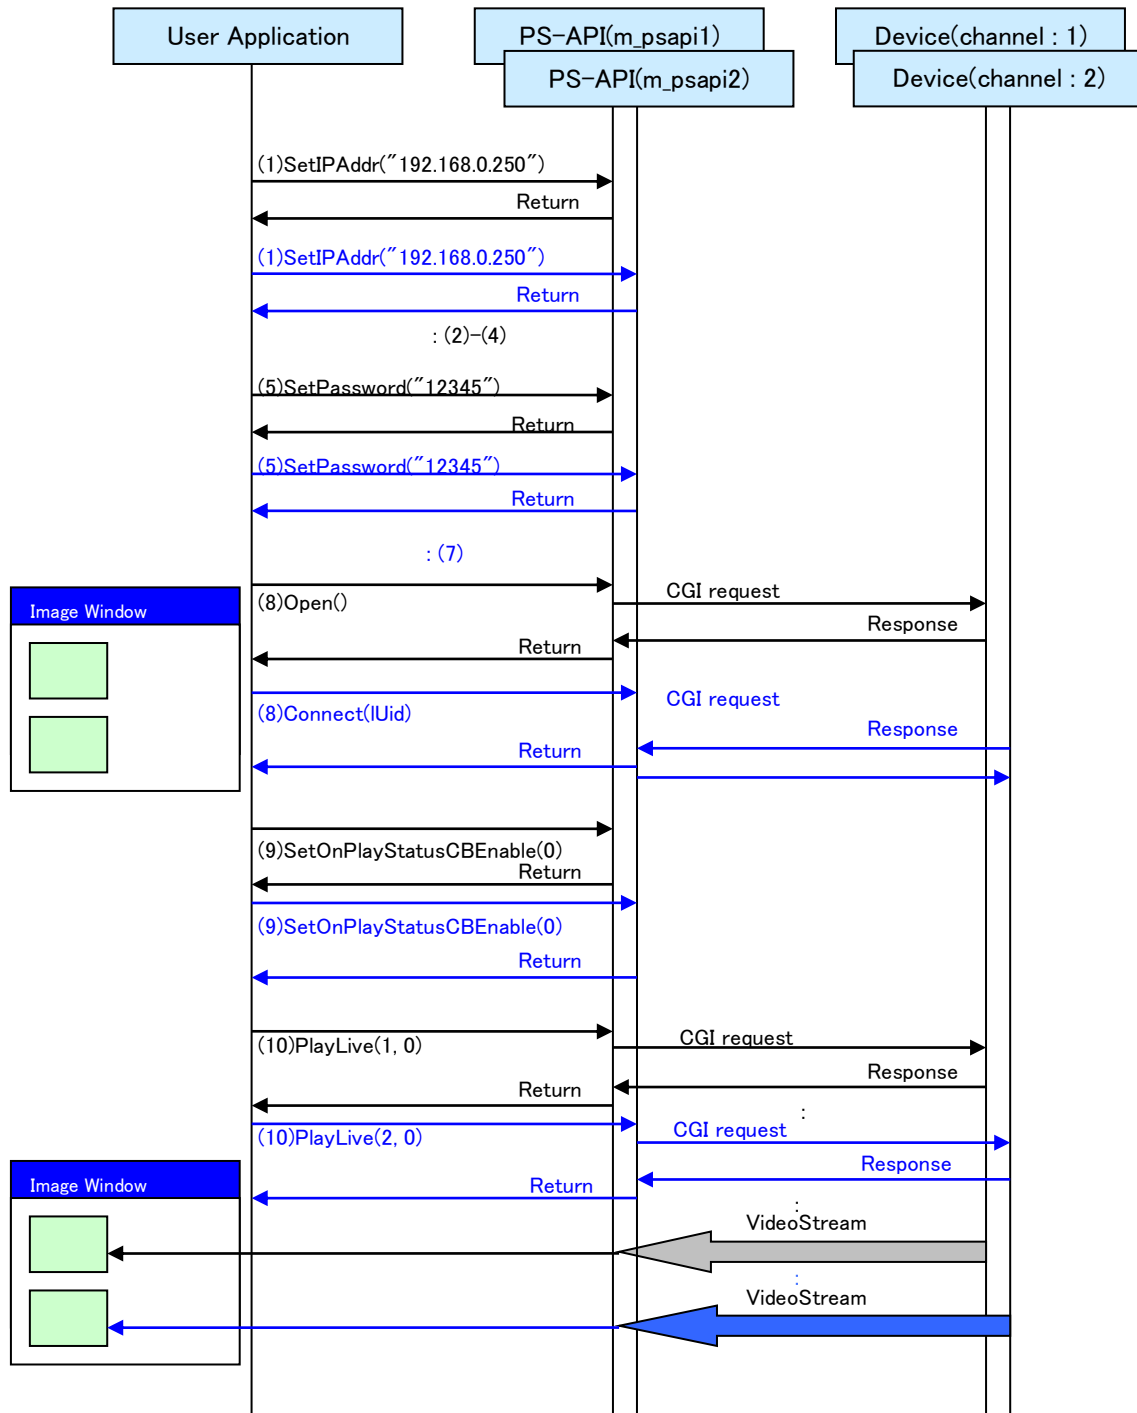 User Application
PS-API(m_psapi1)
Device(channel : 1)
PS-API(m_psapi2)
Device(channel : 2)
(1)SetIPAddr("192.168.0.250")
Return
(1)SetIPAddr("192.168.0.250")
Return
: (2)-(4)
(5)SetPassword("12345")
Return
(5)SetPassword("12345")
Return
: (7)
(8)Open()
CGI request
Image Window
Response
Return
CGI request
(8)Connect(lUid)
Response
Return
(9)SetOnPlayStatusCBEnable(0)
Return
(9)SetOnPlayStatusCBEnable(0)
Return
(10)PlayLive(1, 0)
CGI request
Response
Return
:
(10)PlayLive(2, 0)
CGI request
Response
Image Window
Return
:
VideoStream
:
VideoStream